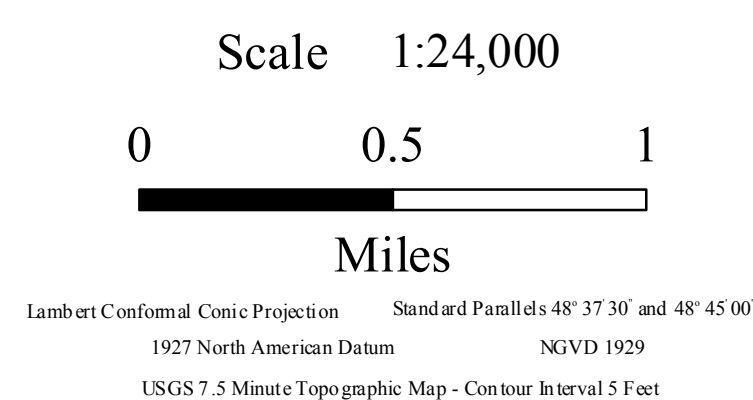 Scale 1:24,000
0 0.5 1
Miles
Lambert Conformal Conic Projection Standard Parallels 48° 37' 30" and 48° 45' 00"
1927 North American Datum NGVD 1929
USGS 7.5 Minute Topographic Map - Contour Interval 5 Feet